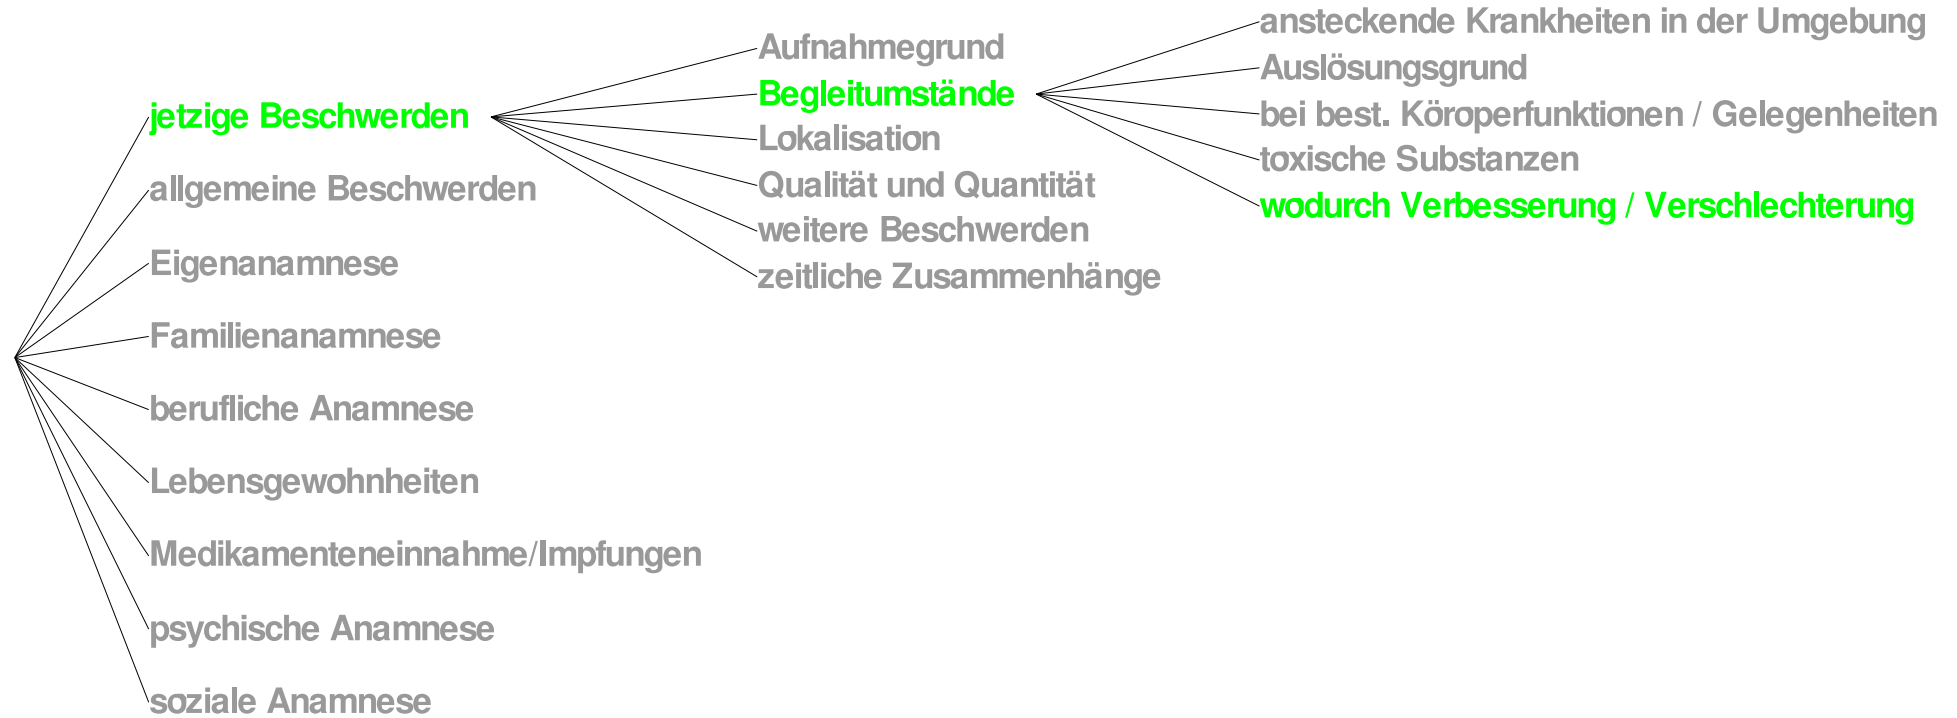 jetzige Beschwerden
allgemeine Beschwerden
Eigenanamnese
Familienanamnese
berufliche Anamnese
Lebensgewohnheiten
Medikamenteneinnahme/Impfungen
psychische Anamnese
soziale Anamnese
Aufnahmegrund
Begleitumstände
Lokalisation
Qualität und Quantität
weitere Beschwerden
zeitliche Zusammenhänge
ansteckende Krankheiten in der Umgebung
Auslösungsgrund
bei best. Köroperfunktionen / Gelegenheiten
toxische Substanzen
wodurch Verbesserung / Verschlechterung